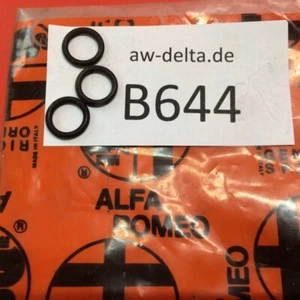 aw-delta.de
B644
MADE IN ITALY
ALFA
ROMEO